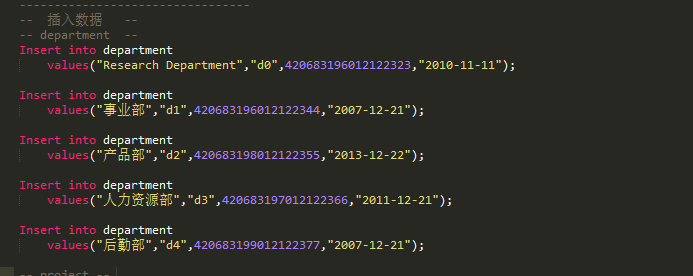 ---------------------------------
--  插入数据   --
-- department  --
Insert into department
values("Research Department","d0",420683196012122323,"2010-11-11");
Insert into department
values("事业部","d1",420683196012122344,"2007-12-21");
Insert into department
values("产品部","d2",420683198012122355,"2013-12-22");
Insert into department
values("人力资源部","d3",420683197012122366,"2011-12-21");
Insert into department
values("后勤部","d4",420683199012122377,"2007-12-21");
-- project --